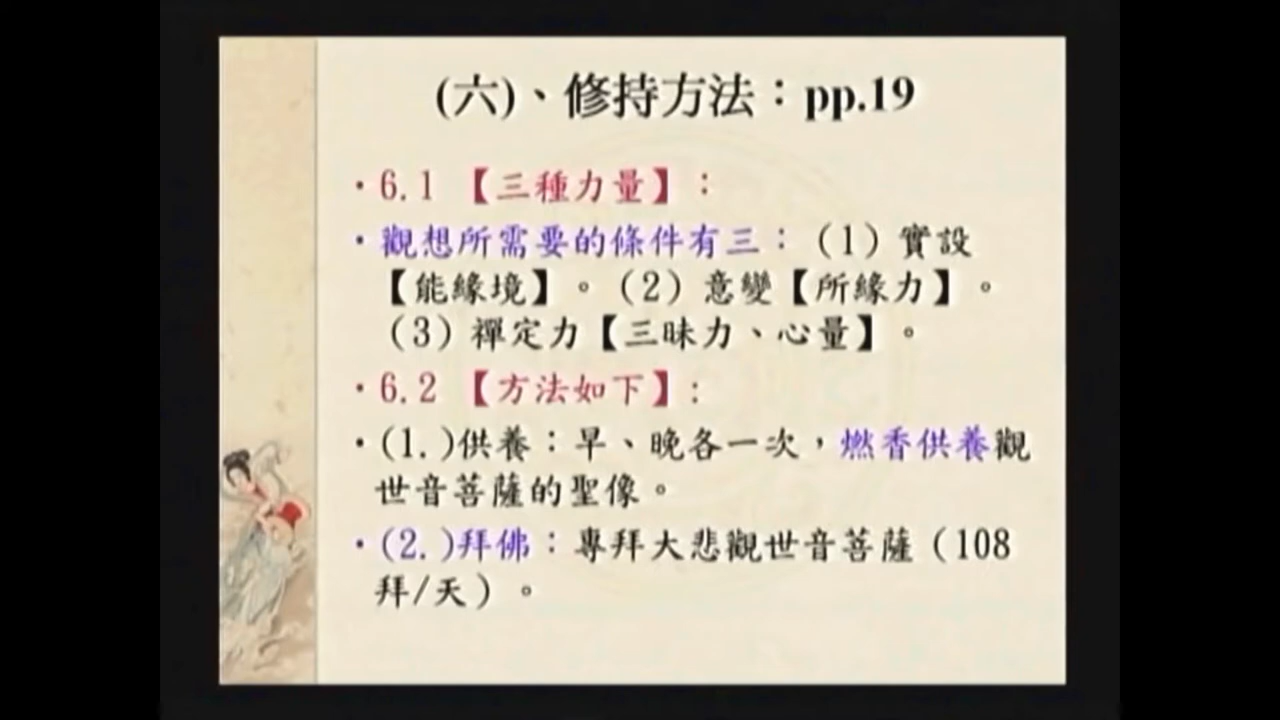 (六)、修持方法：pp.19
•6.1 【三種力量】：
•觀想所需要的條件有三：(1) 實設
【能緣境】。(2) 意變【所緣力】。
(3) 禪定力【三昧力、心量】。
•6.2 【方法如下】:
•(1.)供養：早、晚各一次，燃香供養觀
世音菩薩的聖像。
•(2.)拜佛：專拜大悲觀世音菩薩 (108
拜/天) 。